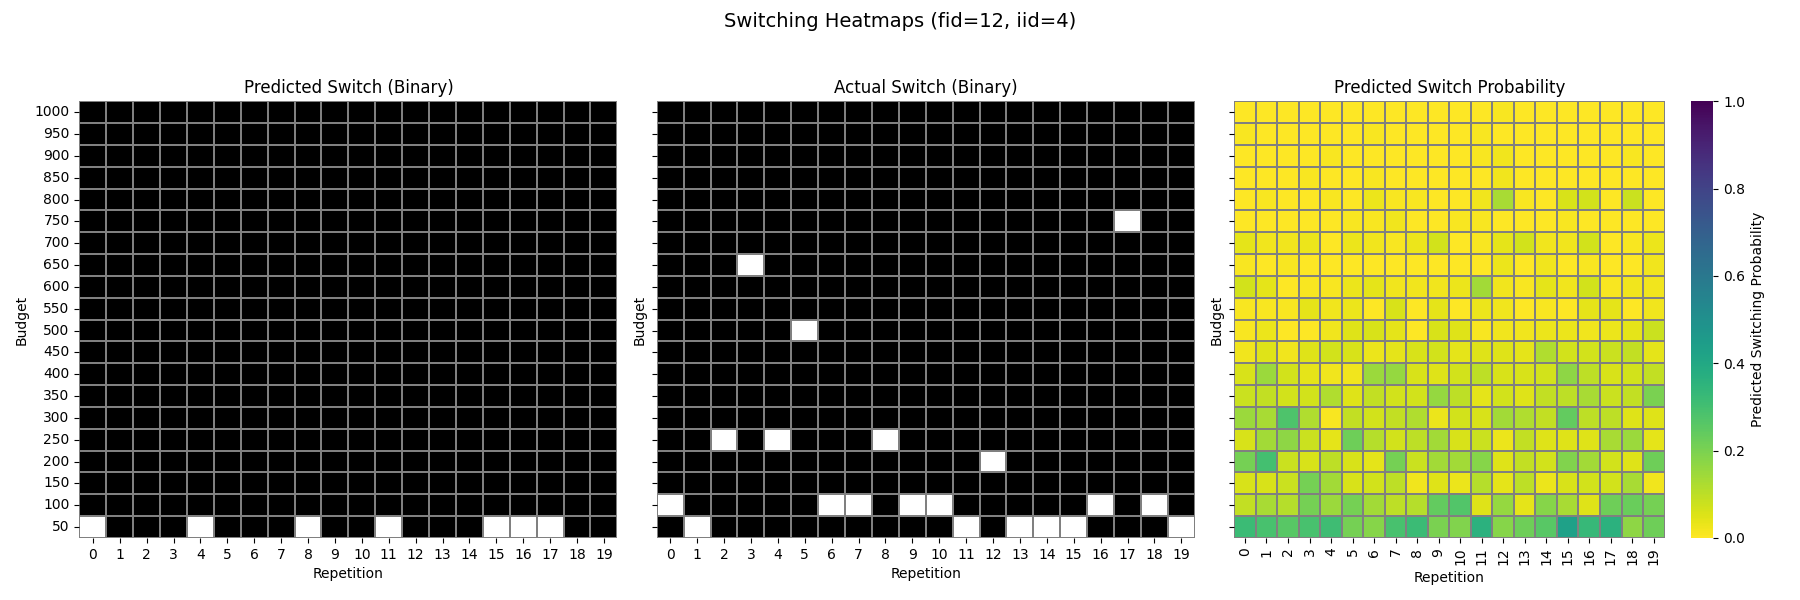 Switching Heatmaps (fid=12, iid=4)
Predicted Switch (Binary)
Budget
1000
950
900
850
800
750
700
650
600
550
500
450
400
350
300
250
200
150
100
50
0 1 2 3 4 5 6 7 8 9 10 11 12 13 14 15 16 17 18 19
Repetition
Actual Switch (Binary)
Budget
0 1 2 3 4 5 6 7 8 9 10 11 12 13 14 15 16 17 18 19
Repetition
Predicted Switch Probability
Budget
0 1 2 3 4 5 6 7 8 9 10 11 12 13 14 15 16 17 18 19
Repetition
1.0
0.8
0.6
0.4
0.2
0.0
Predicted Switching Probability